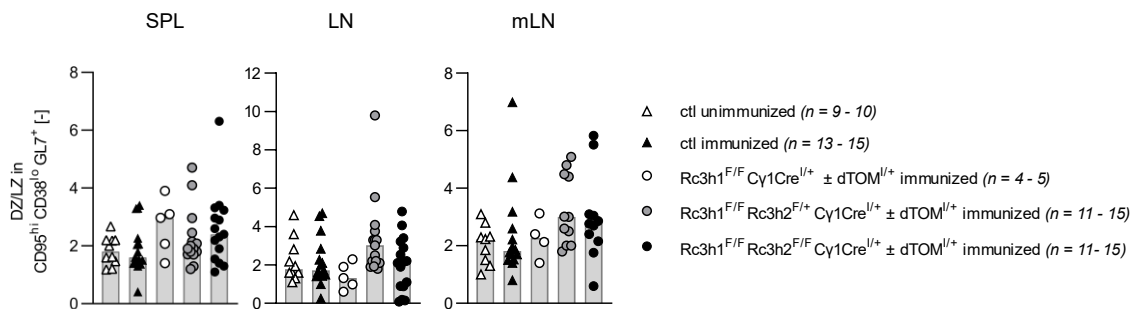 SPL
LN
mLN
DZ/LZ in
CD95hi CD38lo GL7+ [-]
8
6
4
2
0
12
10
8
6
4
2
0
8
6
4
2
0
ctl unimmunized (n = 9 - 10)
ctl immunized (n = 13 - 15)
Rc3h1F/F Cγ1CreI/+ ± dTOMI/+ immunized (n = 4 - 5)
Rc3h1F/F Rc3h2F/+ Cγ1CreI/+ ± dTOMI/+ immunized (n = 11 - 15)
Rc3h1F/F Rc3h2F/F Cγ1CreI/+ ± dTOMI/+ immunized (n = 11- 15)